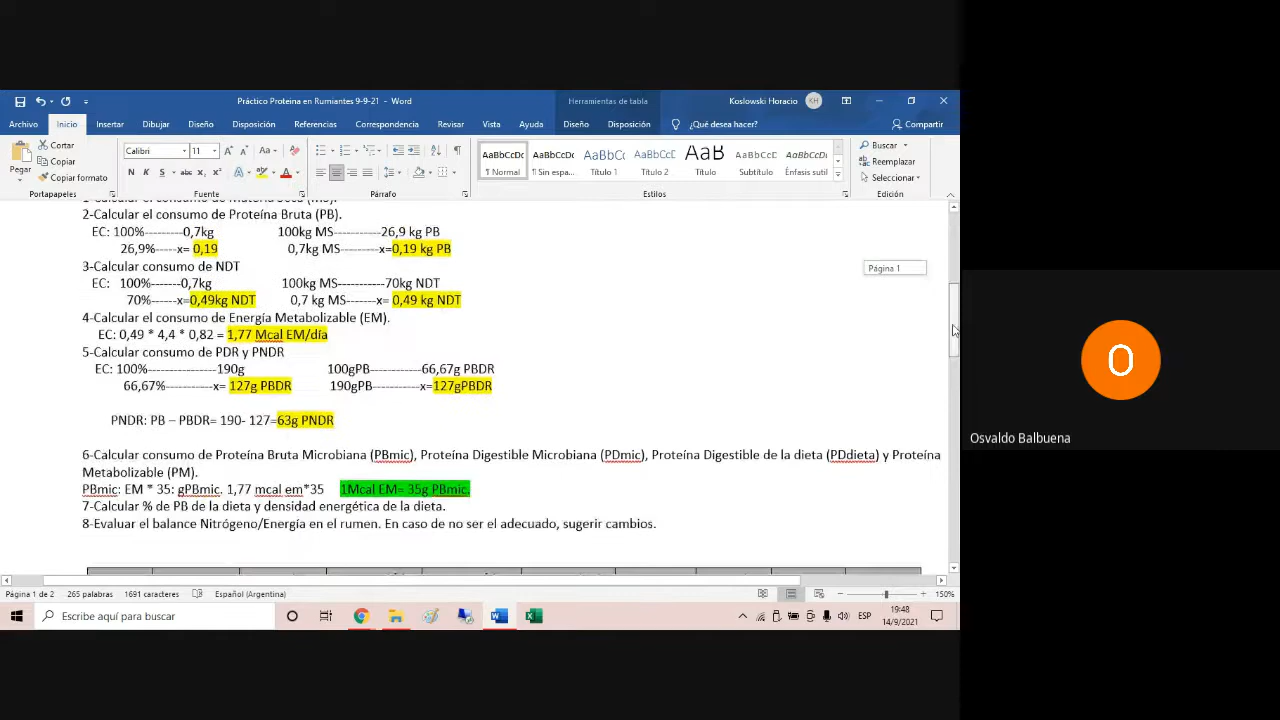 Práctico Proteina en Rumiantes 9-9-21 - Word
Herramientas de tabla
Koslowski Horacio
KH
Archivo
Inicio
Insertar
Dibujar
Diseño
Disposición
Referencias
Correspondencia
Revisar
Vista
Ayuda
Diseño
Disposición
¿Qué desea hacer?
Compartir
Pegar
Cortar
Copiar
Copiar formato
Portapapeles
Calibri
11
N K S abc x₂ x²
Fuente
Párrafo
AaBbCcDc
¶ Normal
AaBbCcDc
¶ Sin espa...
AaBbCc
Título 1
AaBbCcD
Título 2
AaB
Título
AaBbCcD
Subtítulo
AaBbCcDc
Énfasis sutil
Estilos
Buscar
Reemplazar
Seleccionar
Edición
2-Calcular el consumo de Proteína Bruta (PB).
EC: 100%---------0,7kg 100kg MS-----------26,9 kg PB
26,9%-----x= 0,19 0,7kg MS---------x=0,19 kg PB
3-Calcular consumo de NDT
EC: 100%-------0,7kg 100kg MS-----------70kg NDT
70%------x=0,49kg NDT 0,7 kg MS-------x= 0,49 kg NDT
4-Calcular el consumo de Energía Metabolizable (EM).
EC: 0,49 * 4,4 * 0,82 = 1,77 Mcal EM/día
5-Calcular consumo de PDR y PNDR
EC: 100%---------------190g 100gPB-----------66,67g PBDR
66,67%-----------x= 127g PBDR 190gPB-----------x=127gPBDR
PNDR: PB – PBDR= 190- 127=63g PNDR
6-Calcular consumo de Proteína Bruta Microbiana (PBmic), Proteína Digestible Microbiana (PDmic), Proteína Digestible de la dieta (PDdieta) y Proteína
Metabolizable (PM).
PBmic: EM * 35: gPBmic. 1,77 mcal em*35 1Mcal EM= 35g PBmic.
7-Calcular % de PB de la dieta y densidad energética de la dieta.
8-Evaluar el balance Nitrógeno/Energía en el rumen. En caso de no ser el adecuado, sugerir cambios.
Página 1
Página 1 de 2
265 palabras
1691 caracteres
Español (Argentina)
150%
Escribe aquí para buscar
ESP
19:48
14/9/2021
O
Osvaldo Balbuena